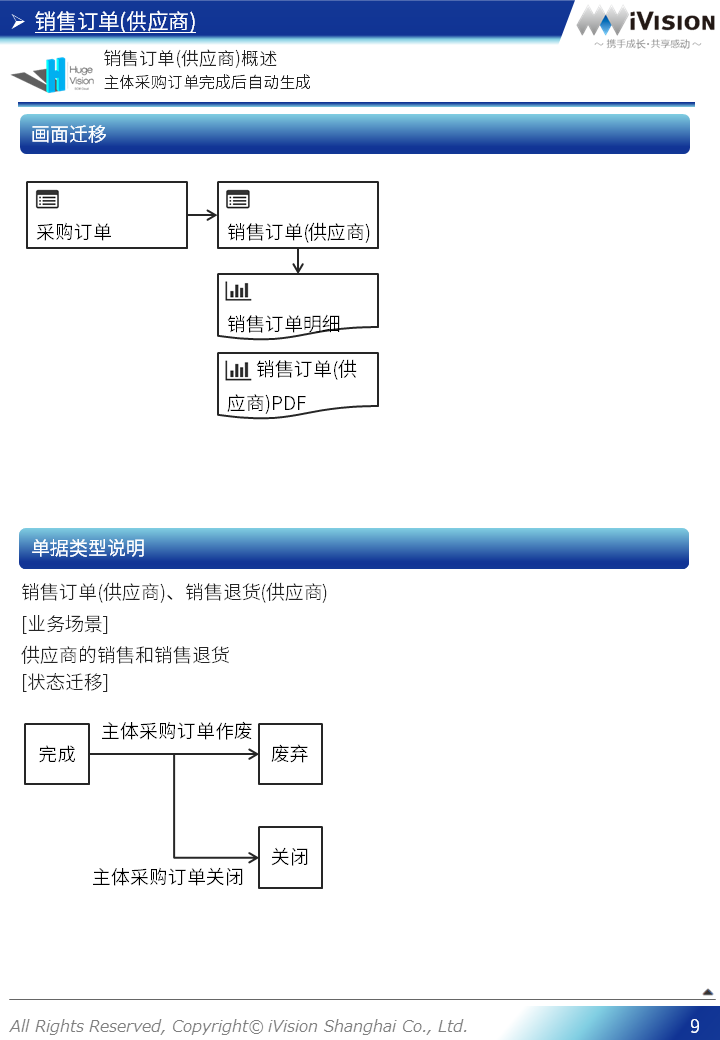 销售订单(供应商)
iVISION
～ 携手成长·共享感动 ～
Huge
Vision
销售订单(供应商)概述
主体采购订单完成后自动生成
画面迁移
采购订单
销售订单(供应商)
销售订单明细
销售订单(供
应商)PDF
单据类型说明
销售订单(供应商)、销售退货(供应商)
[业务场景]
供应商的销售和销售退货
[状态迁移]
主体采购订单作废
完成
废弃
关闭
主体采购订单关闭
All Rights Reserved, Copyright© iVision Shanghai Co., Ltd.
9